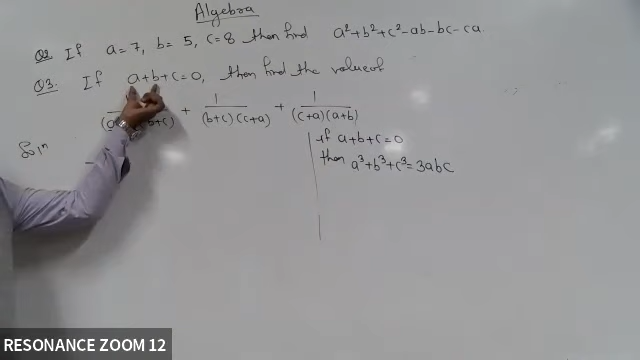 Algebra
Q2 If a=7, b=5, c=8 then find a²+b²+c²-ab-bc-ca.
Q3. If a+b+c=0, then find the value of
(a b+c) + 1/((b+c)(c+a)) + 1/((c+a)(a+b))
Solⁿ
if a+b+c=0
then a³+b³+c³=3abc
RESONANCE ZOOM 12